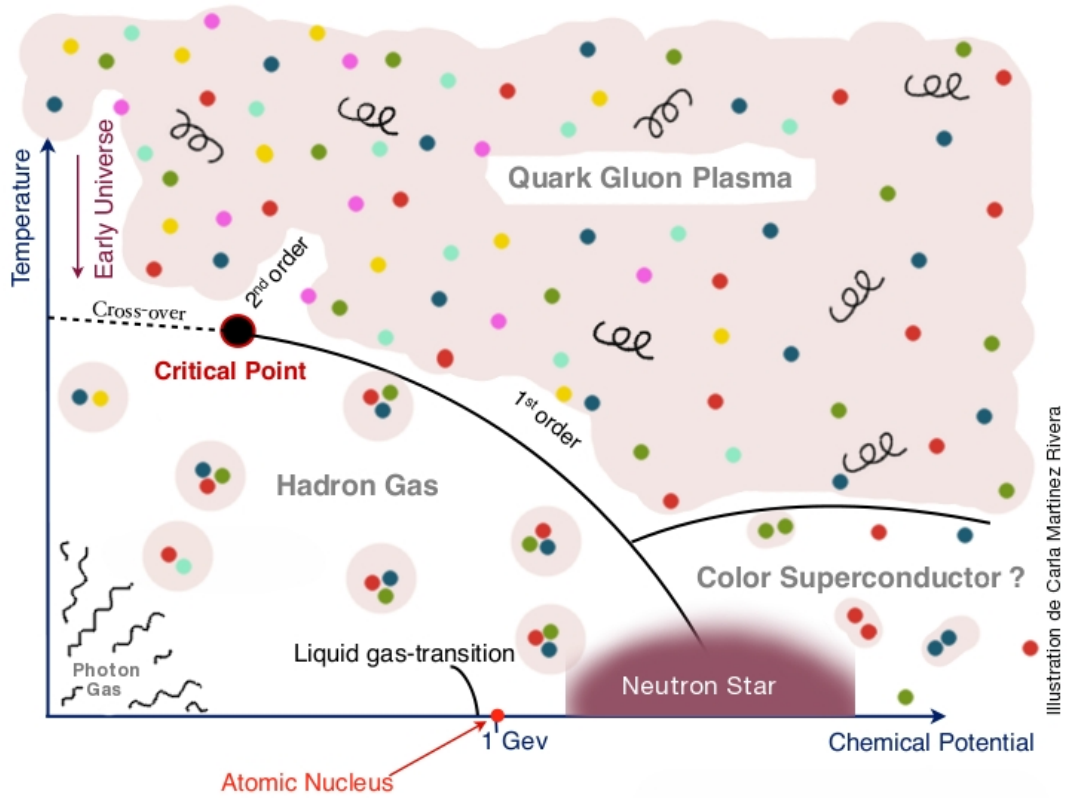 Quark Gluon Plasma
Temperature
Early Universe
2nd order
Cross-over
Critical Point
1st order
Hadron Gas
Color Superconductor ?
Liquid gas-transition
Photon
Gas
Neutron Star
1 Gev
Chemical Potential
Atomic Nucleus
Illustration de Carla Martinez Rivera